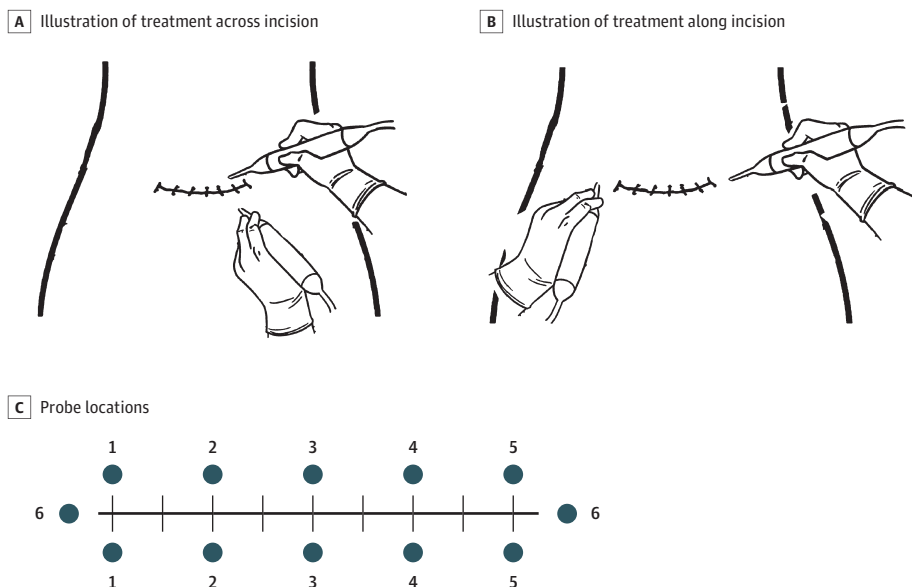 A Illustration of treatment across incision
B Illustration of treatment along incision
C Probe locations
1 2 3 4 5
6 6
1 2 3 4 5